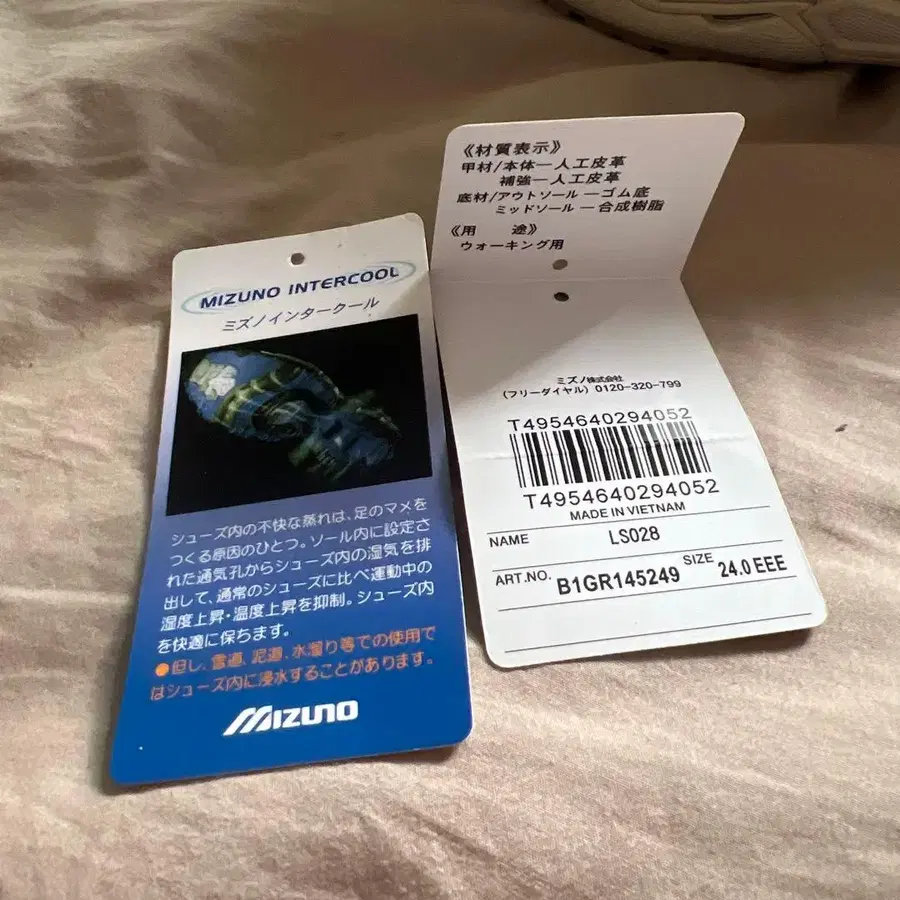 MIZUNO INTERCOOL
ミズノインタークール
シューズ内の不快な蒸れは、足のマメを
つくる原因のひとつ。ソール内に設定さ
れた通気孔からシューズ内の湿気を排
出して、通常のシューズに比べ運動中の
湿度上昇・温度上昇を抑制。シューズ内
を快適に保ちます。
●但し、雪道、泥道、水溜り等での使用で
はシューズ内に浸水することがあります。
MIZUNO
《材質表示》
甲材/本体―人工皮革
補強―人工皮革
底材/アウトソール―ゴム底
ミッドソール―合成樹脂
《用 途》
ウォーキング用
ミズノ株式会社
(フリーダイヤル) 0120-320-799
T4954640294052
T4954640294052
MADE IN VIETNAM
NAME LS028
ART.NO. B1GR145249 SIZE 24.0EEE